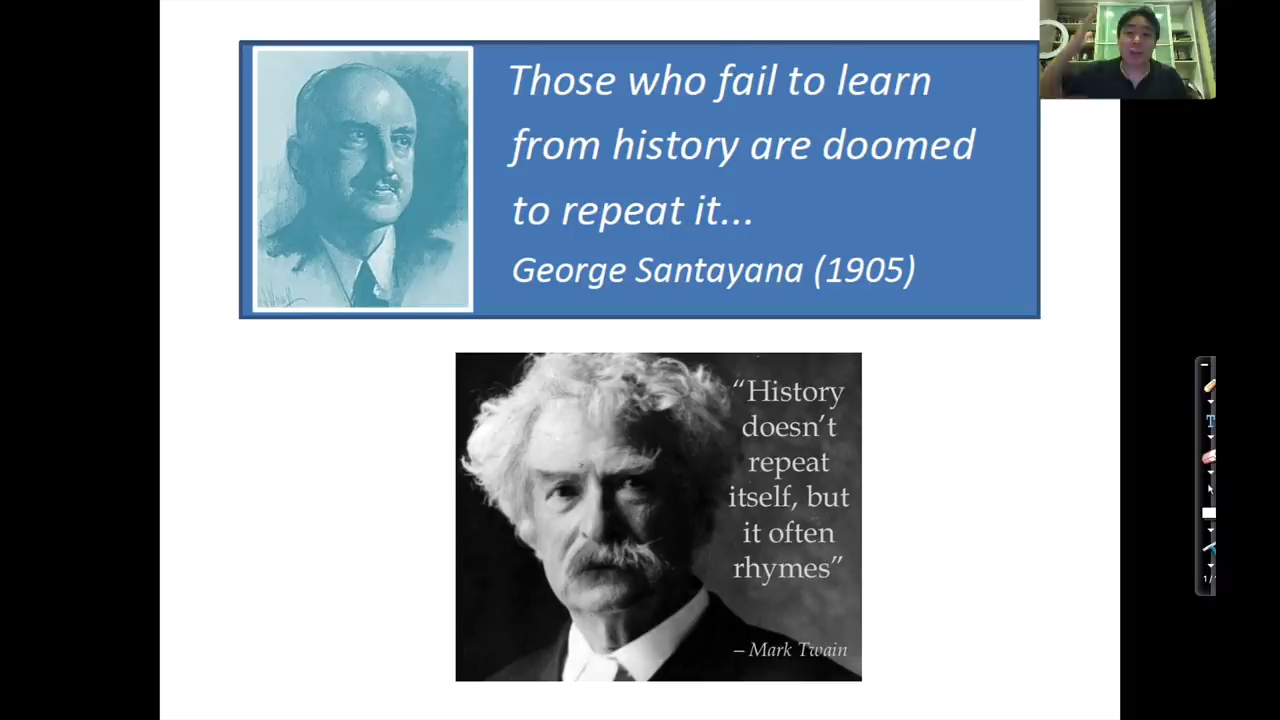 Those who fail to learn
from history are doomed
to repeat it...
George Santayana (1905)
“History
doesn’t
repeat
itself, but
it often
rhymes”
– Mark Twain
T
1/